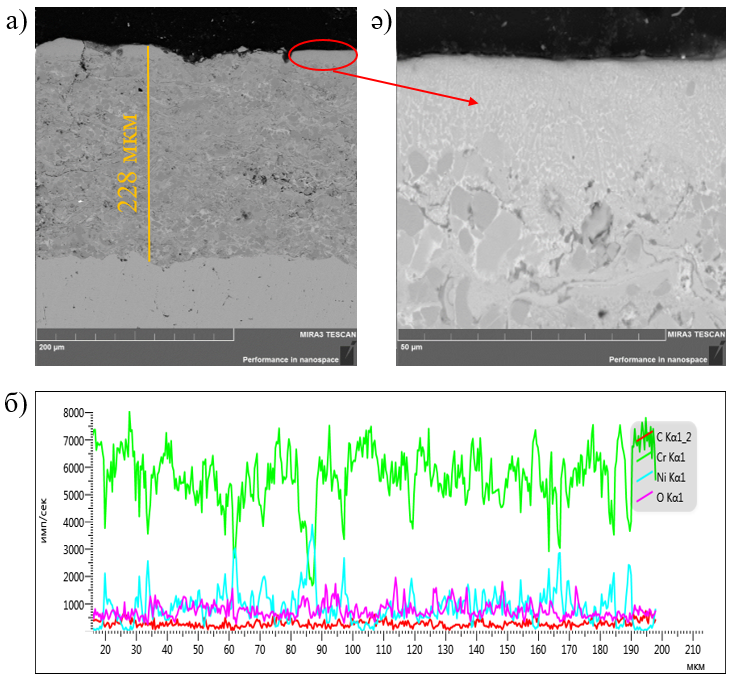 а)
ә)
228 мкм
MIRA3 TESCAN
200 µm
Performance in nanospace
MIRA3 TESCAN
50 µm
Performance in nanospace
б)
8000
7000
6000
5000
4000
3000
2000
1000
имп/сек
C Kα1_2
Cr Kα1
Ni Kα1
O Kα1
20 30 40 50 60 70 80 90 100 110 120 130 140 150 160 170 180 190 200 210
мкм